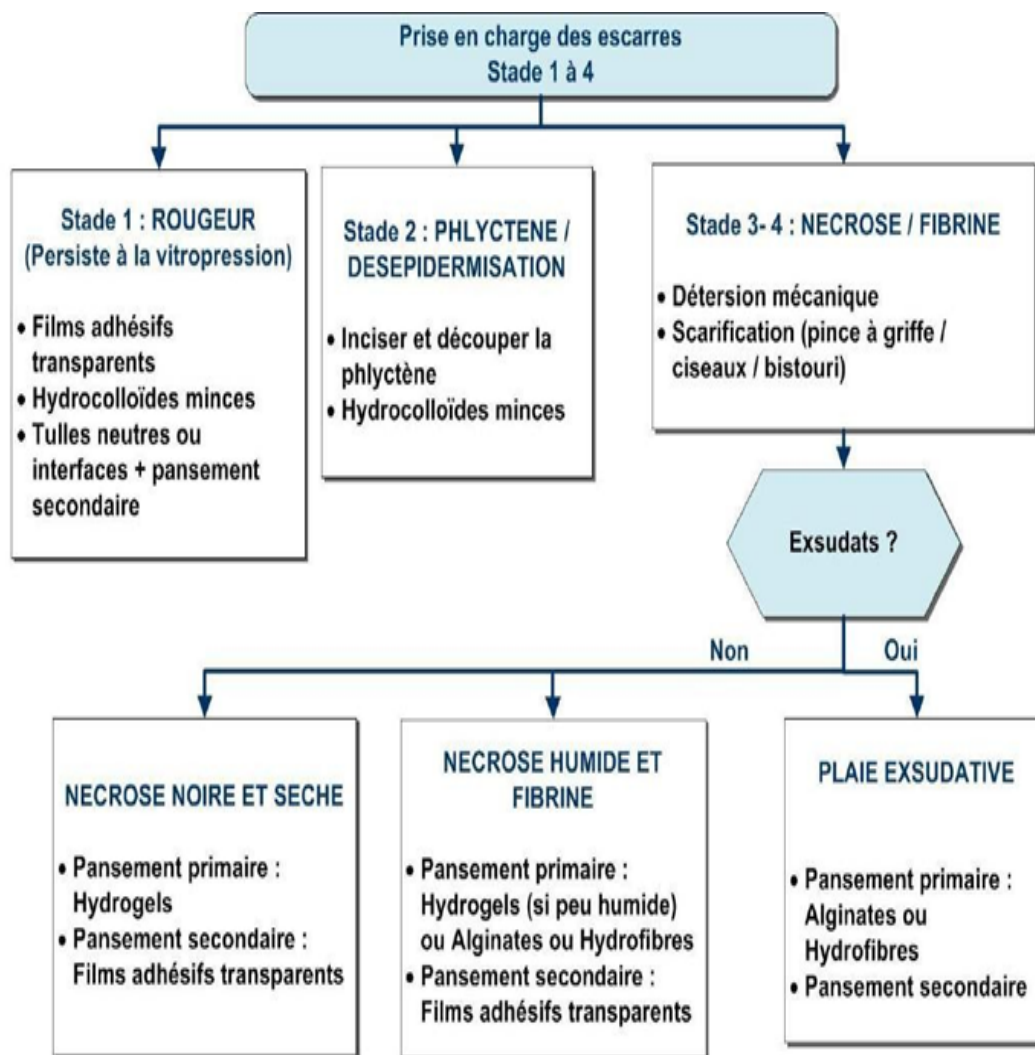 Prise en charge des escarres
Stade 1 à 4
Stade 1 : ROUGEUR
(Persiste à la vitropression)
• Films adhésifs
transparents
• Hydrocolloïdes minces
• Tulles neutres ou
interfaces + pansement
secondaire
Stade 2 : PHLYCTENE /
DESEPIDERMISATION
• Inciser et découper la
phlyctène
• Hydrocolloïdes minces
Stade 3- 4 : NECROSE / FIBRINE
• Détersion mécanique
• Scarification (pince à griffe /
ciseaux / bistouri)
Exsudats ?
Non
Oui
NECROSE NOIRE ET SECHE
• Pansement primaire :
Hydrogels
• Pansement secondaire :
Films adhésifs transparents
NECROSE HUMIDE ET
FIBRINE
• Pansement primaire :
Hydrogels (si peu humide)
ou Alginates ou Hydrofibres
• Pansement secondaire :
Films adhésifs transparents
PLAIE EXSUDATIVE
• Pansement primaire :
Alginates ou
Hydrofibres
• Pansement secondaire